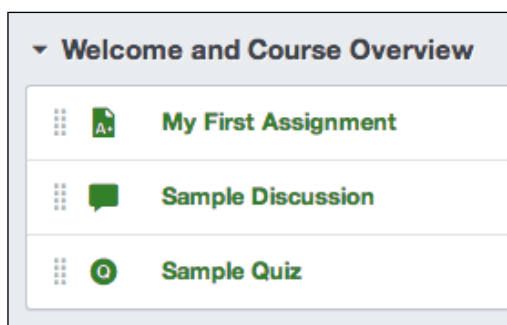 Welcome and Course Overview
A+
My First Assignment
Sample Discussion
Q
Sample Quiz